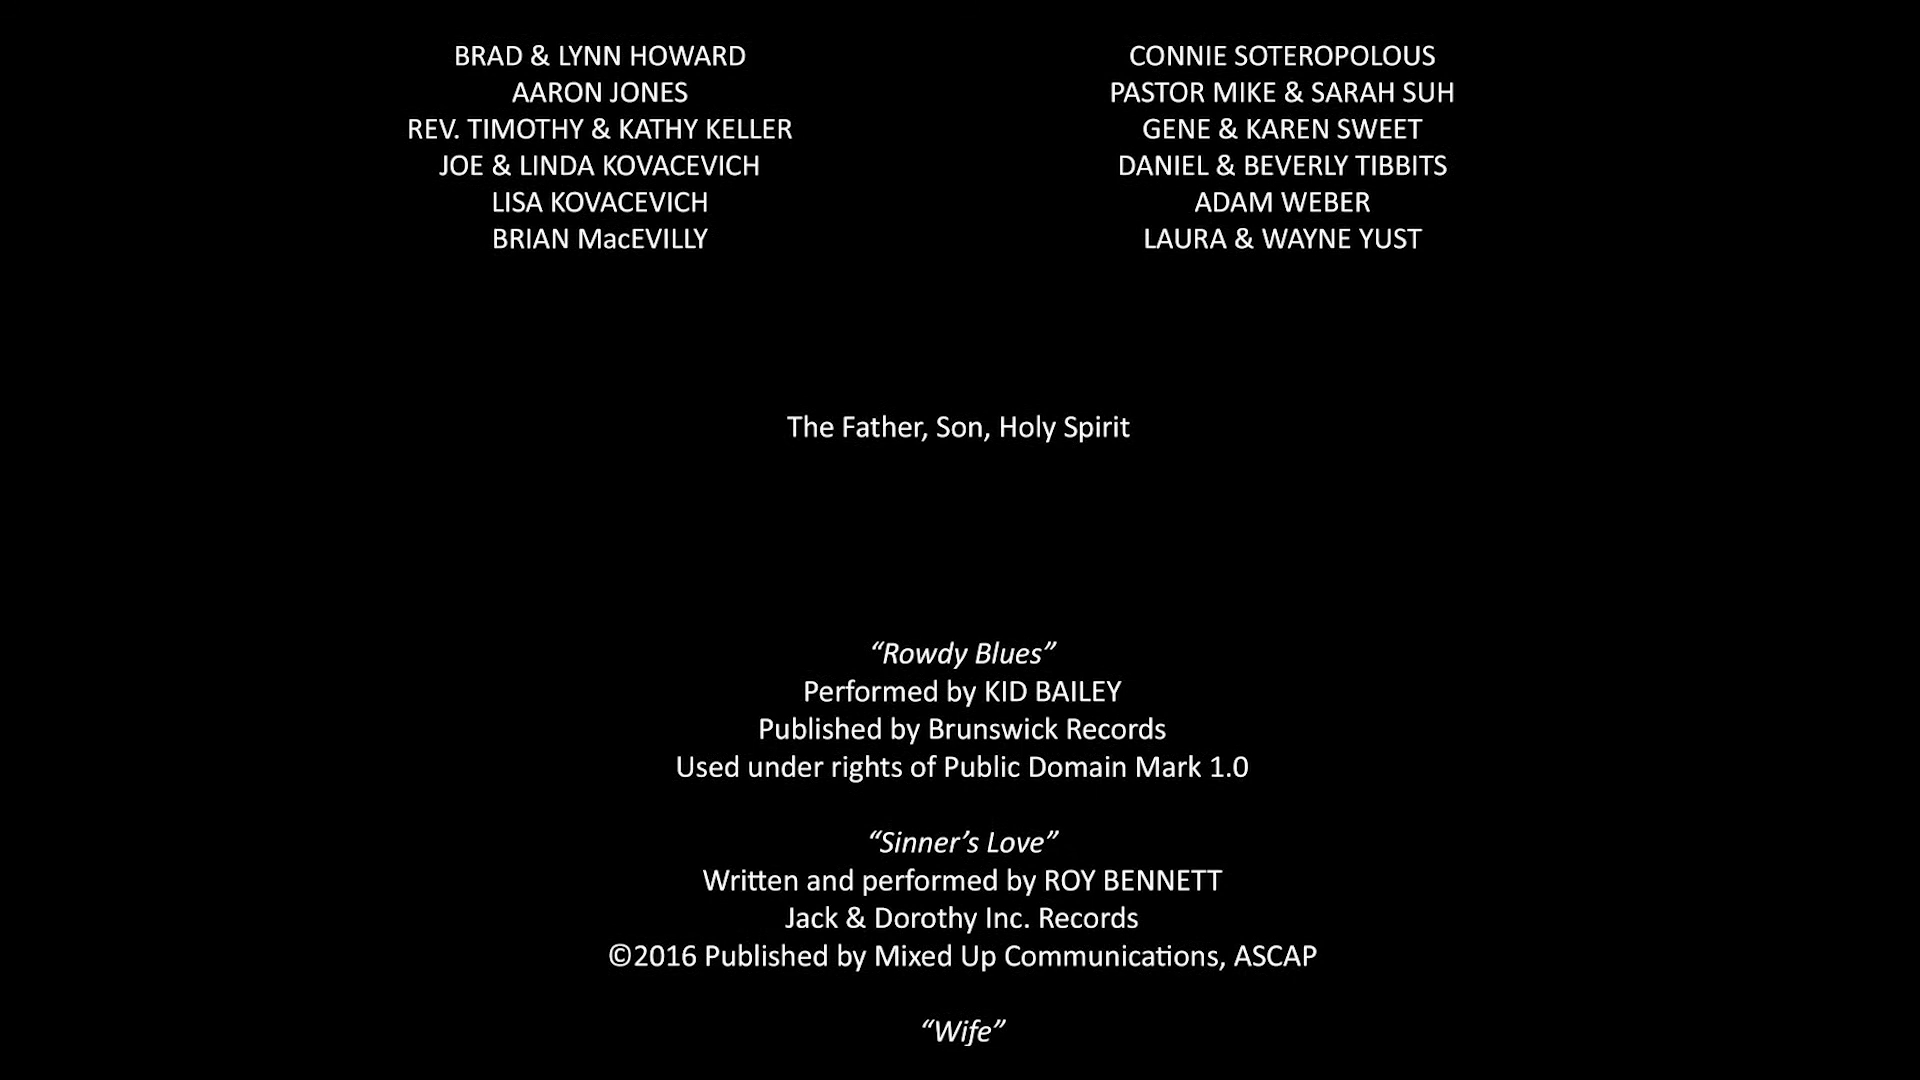 BRAD & LYNN HOWARD
AARON JONES
REV. TIMOTHY & KATHY KELLER
JOE & LINDA KOVACEVICH
LISA KOVACEVICH
BRIAN MacEVILLY
CONNIE SOTEROPOLOUS
PASTOR MIKE & SARAH SUH
GENE & KAREN SWEET
DANIEL & BEVERLY TIBBITS
ADAM WEBER
LAURA & WAYNE YUST
The Father, Son, Holy Spirit
“Rowdy Blues”
Performed by KID BAILEY
Published by Brunswick Records
Used under rights of Public Domain Mark 1.0
“Sinner’s Love”
Written and performed by ROY BENNETT
Jack & Dorothy Inc. Records
©2016 Published by Mixed Up Communications, ASCAP
“Wife”